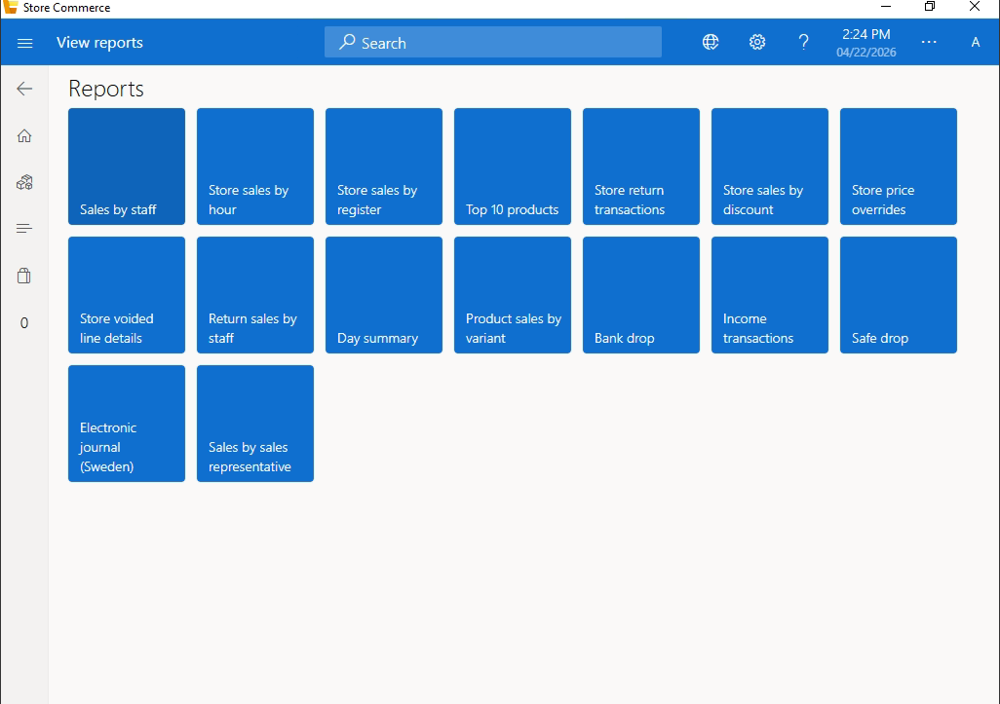 Store Commerce
View reports
Search
?
2:24 PM
04/22/2026
...
A
Reports
Sales by staff
Store sales by
hour
Store sales by
register
Top 10 products
Store return
transactions
Store sales by
discount
Store price
overrides
Store voided
line details
Return sales by
staff
Day summary
Product sales by
variant
Bank drop
Income
transactions
Safe drop
Electronic
journal
(Sweden)
Sales by sales
representative
0